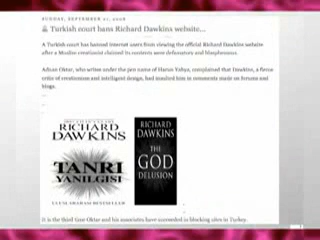 SUNDAY, SEPTEMBER 21, 2008
Turkish court bans Richard Dawkins website...
A Turkish court has banned internet users from viewing the official Richard Dawkins website
after a Muslim creationist claimed its contents were defamatory and blasphemous.
Adnan Oktar, who writes under the pen name of Harun Yahya, complained that Dawkins, a fierce
critic of creationism and intelligent design, had insulted him in comments made on forums and
blogs.
RICHARD
DAWKINS
TANRI
YANILGISI
ULUSLARARASI BESTSELLER
RICHARD
DAWKINS
THE
GOD
DELUSION
It is the third time Oktar and his associates have succeeded in blocking sites in Turkey.